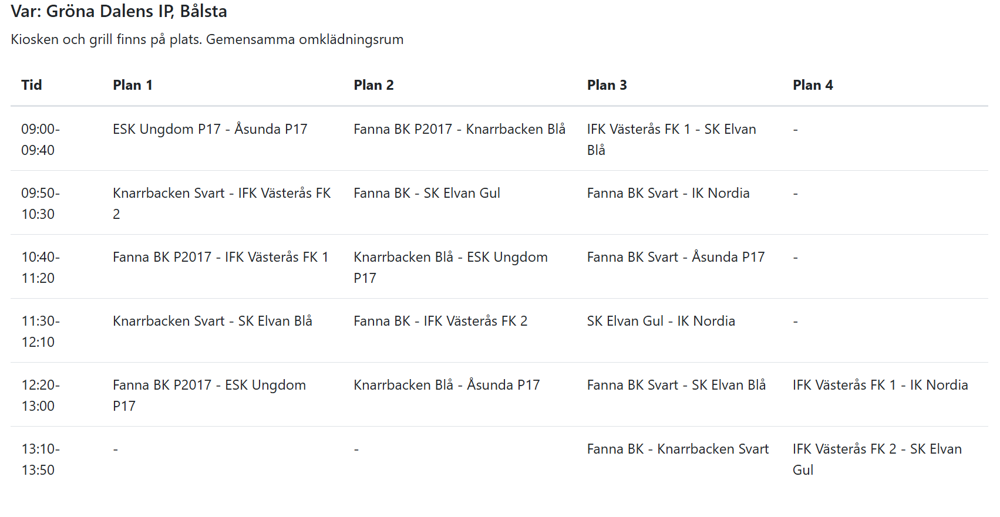 Var: Gröna Dalens IP, Bålsta
Kiosken och grill finns på plats. Gemensamma omklädningsrum
Tid Plan 1 Plan 2 Plan 3 Plan 4
09:00- ESK Ungdom P17 - Åsunda P17 Fanna BK P2017 - Knarrbacken Blå IFK Västerås FK 1 - SK Elvan -
09:40 Blå
09:50- Knarrbacken Svart - IFK Västerås FK Fanna BK - SK Elvan Gul Fanna BK Svart - IK Nordia -
10:30 2
10:40- Fanna BK P2017 - IFK Västerås FK 1 Knarrbacken Blå - ESK Ungdom Fanna BK Svart - Åsunda P17 -
11:20 P17
11:30- Knarrbacken Svart - SK Elvan Blå Fanna BK - IFK Västerås FK 2 SK Elvan Gul - IK Nordia -
12:10
12:20- Fanna BK P2017 - ESK Ungdom Knarrbacken Blå - Åsunda P17 Fanna BK Svart - SK Elvan Blå IFK Västerås FK 1 - IK Nordia
13:00 P17
13:10- - - Fanna BK - Knarrbacken Svart IFK Västerås FK 2 - SK Elvan
13:50 Gul